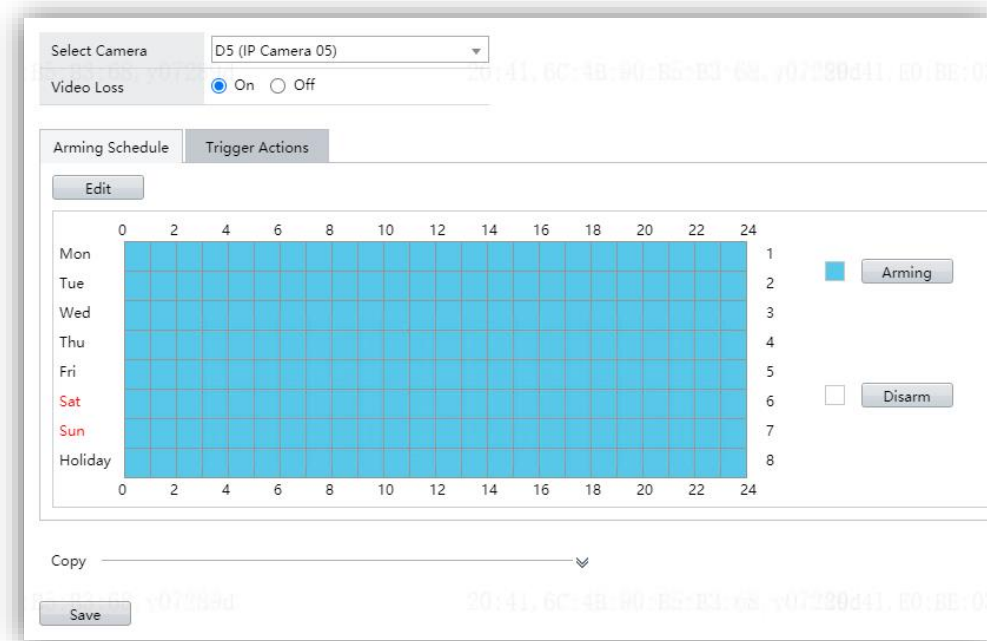 Select Camera D5 (IP Camera 05)
Video Loss On Off
Arming Schedule Trigger Actions
Edit
0 2 4 6 8 10 12 14 16 18 20 22 24
Mon 1
Tue 2
Wed 3
Thu 4
Fri 5
Sat 6
Sun 7
Holiday 8
Arming
Disarm
0 2 4 6 8 10 12 14 16 18 20 22 24
Copy
Save